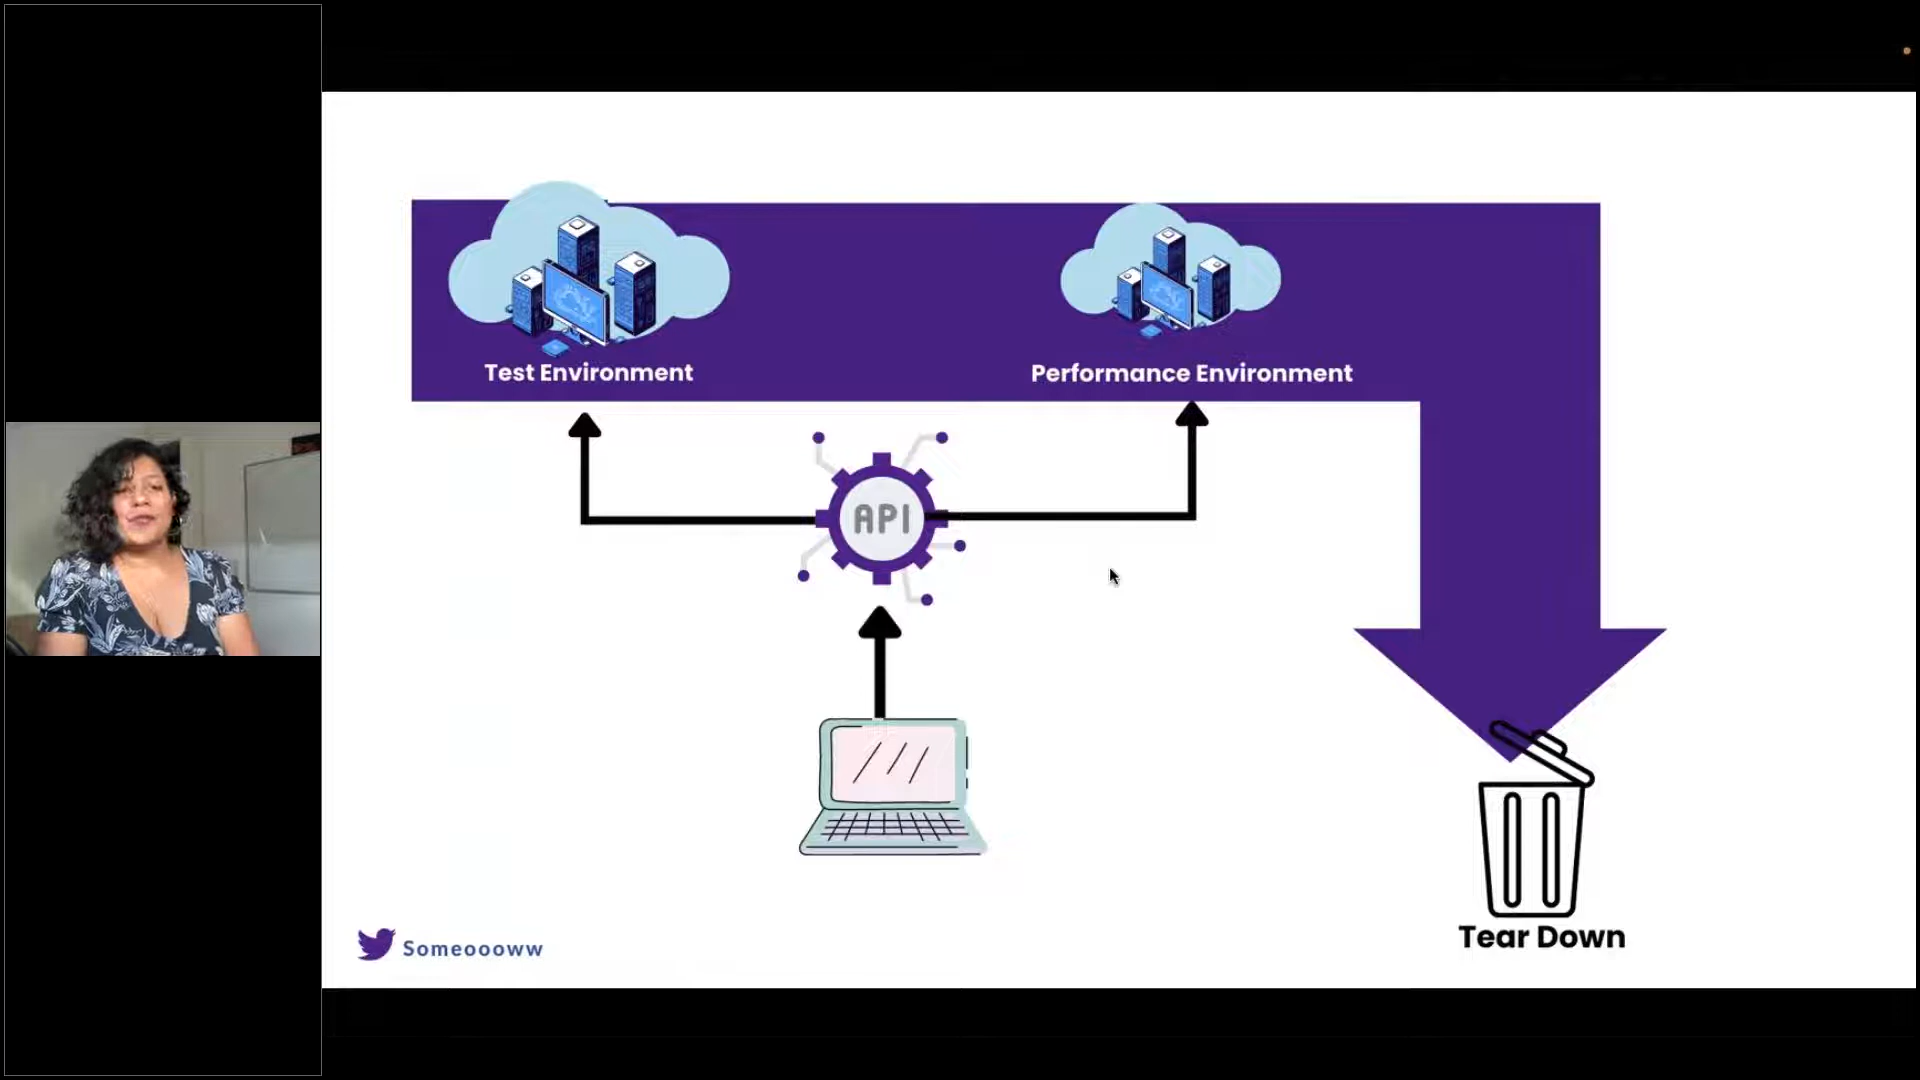 Test Environment
Performance Environment
API
Someoooww
Tear Down